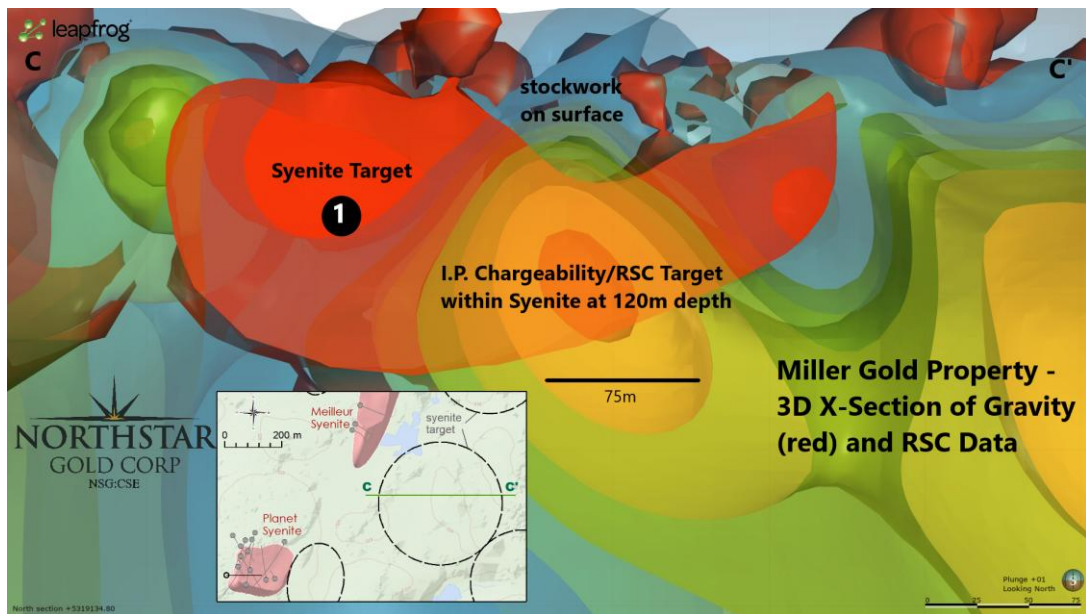 leapfrog
C
C'
stockwork
on surface
Syenite Target
1
I.P. Chargeability/RSC Target
within Syenite at 120m depth
75m
Miller Gold Property -
3D X-Section of Gravity
(red) and RSC Data
NORTHSTAR
GOLD CORP
NSG:CSE
0 200 m
Meilleur
Syenite
syenite
target
C C'
Planet
Syenite
Plunge +01
Looking North
S
0 25 50 75
North section +5319134.80